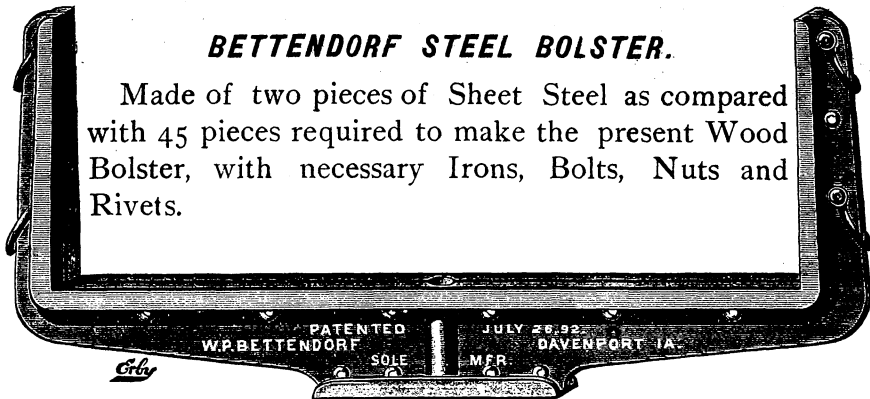 BETTENDORF STEEL BOLSTER.
Made of two pieces of Sheet Steel as compared
with 45 pieces required to make the present Wood
Bolster, with necessary Irons, Bolts, Nuts and
Rivets.
PATENTED JULY 26, 92.
W.P. BETTENDORF DAVENPORT IA.
SOLE MFR
Erby